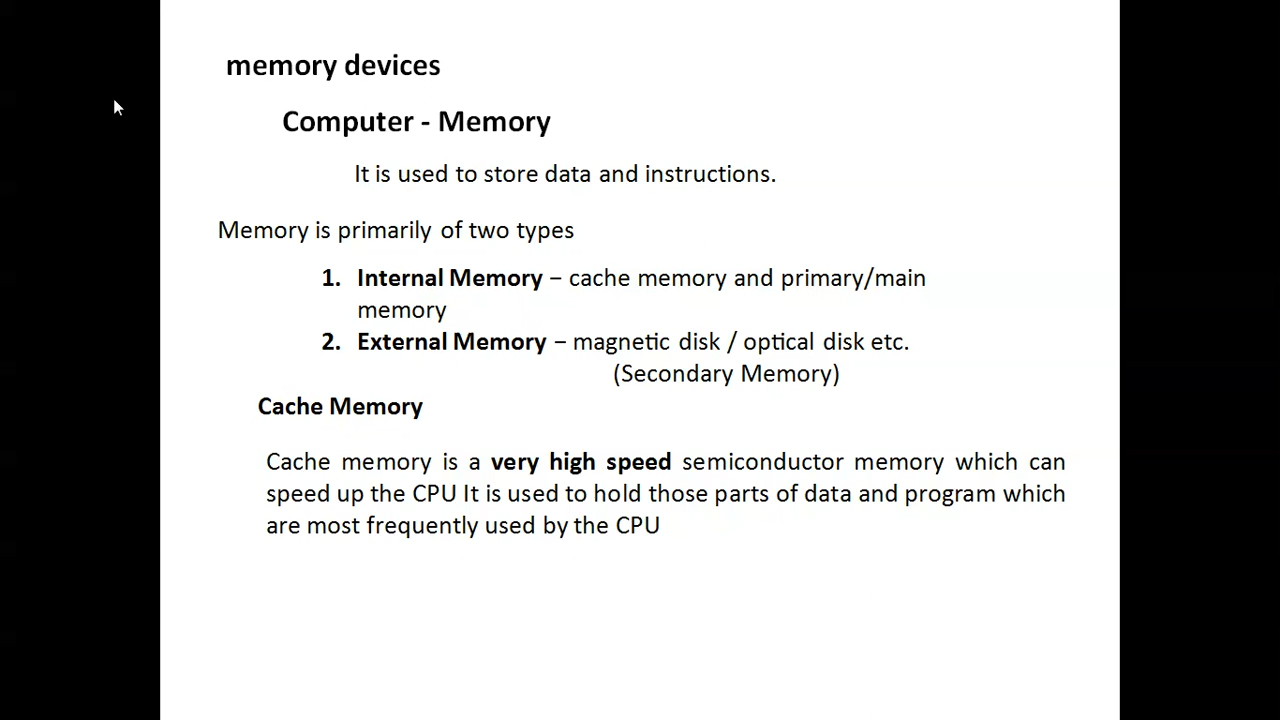 memory devices
Computer - Memory
It is used to store data and instructions.
Memory is primarily of two types
1. Internal Memory − cache memory and primary/main
memory
2. External Memory − magnetic disk / optical disk etc.
(Secondary Memory)
Cache Memory
Cache memory is a very high speed semiconductor memory which can
speed up the CPU It is used to hold those parts of data and program which
are most frequently used by the CPU